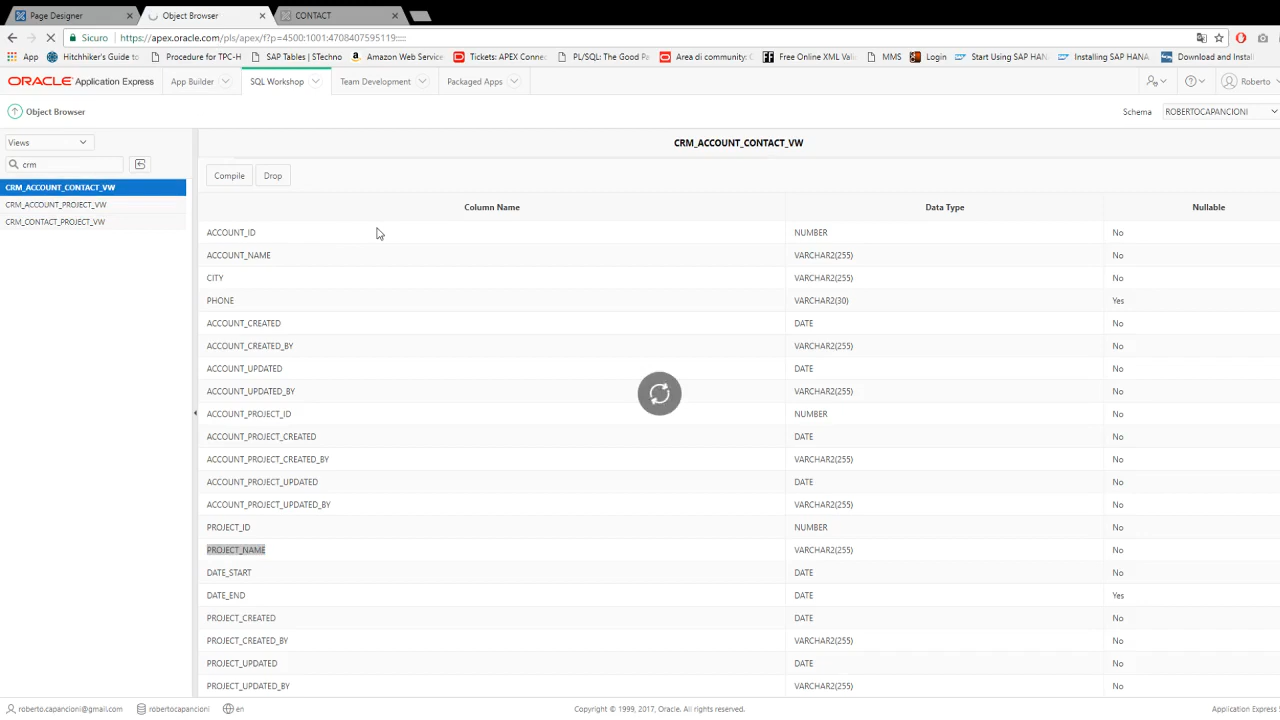 Page Designer
Object Browser
CONTACT
Sicuro
https://apex.oracle.com/pls/apex/f?p=4500:1001:4708407595119:::::
App
Hitchhiker's Guide to
Procedure for TPC-H
SAP Tables | STechno
Amazon Web Service
Tickets: APEX Connec
PL/SQL: The Good Pa
Area di community: C
Free Online XML Valid
MMS
Login
Start Using SAP HAN
Installing SAP HANA
Download and Install
ORACLE Application Express
App Builder
SQL Workshop
Team Development
Packaged Apps
Roberto
Object Browser
Schema
ROBERTOCAPANCIONI
Views
crm
CRM_ACCOUNT_CONTACT_VW
CRM_ACCOUNT_PROJECT_VW
CRM_CONTACT_PROJECT_VW
CRM_ACCOUNT_CONTACT_VW
Compile
Drop
Column Name Data Type Nullable
ACCOUNT_ID NUMBER No
ACCOUNT_NAME VARCHAR2(255) No
CITY VARCHAR2(255) No
PHONE VARCHAR2(30) Yes
ACCOUNT_CREATED DATE No
ACCOUNT_CREATED_BY VARCHAR2(255) No
ACCOUNT_UPDATED DATE No
ACCOUNT_UPDATED_BY VARCHAR2(255) No
ACCOUNT_PROJECT_ID NUMBER No
ACCOUNT_PROJECT_CREATED DATE No
ACCOUNT_PROJECT_CREATED_BY VARCHAR2(255) No
ACCOUNT_PROJECT_UPDATED DATE No
ACCOUNT_PROJECT_UPDATED_BY VARCHAR2(255) No
PROJECT_ID NUMBER No
PROJECT_NAME VARCHAR2(255) No
DATE_START DATE No
DATE_END DATE Yes
PROJECT_CREATED DATE No
PROJECT_CREATED_BY VARCHAR2(255) No
PROJECT_UPDATED DATE No
PROJECT_UPDATED_BY VARCHAR2(255) No
roberto.capancioni@gmail.com
robertocapancioni
en
Copyright © 1999, 2017, Oracle. All rights reserved.
Application Express